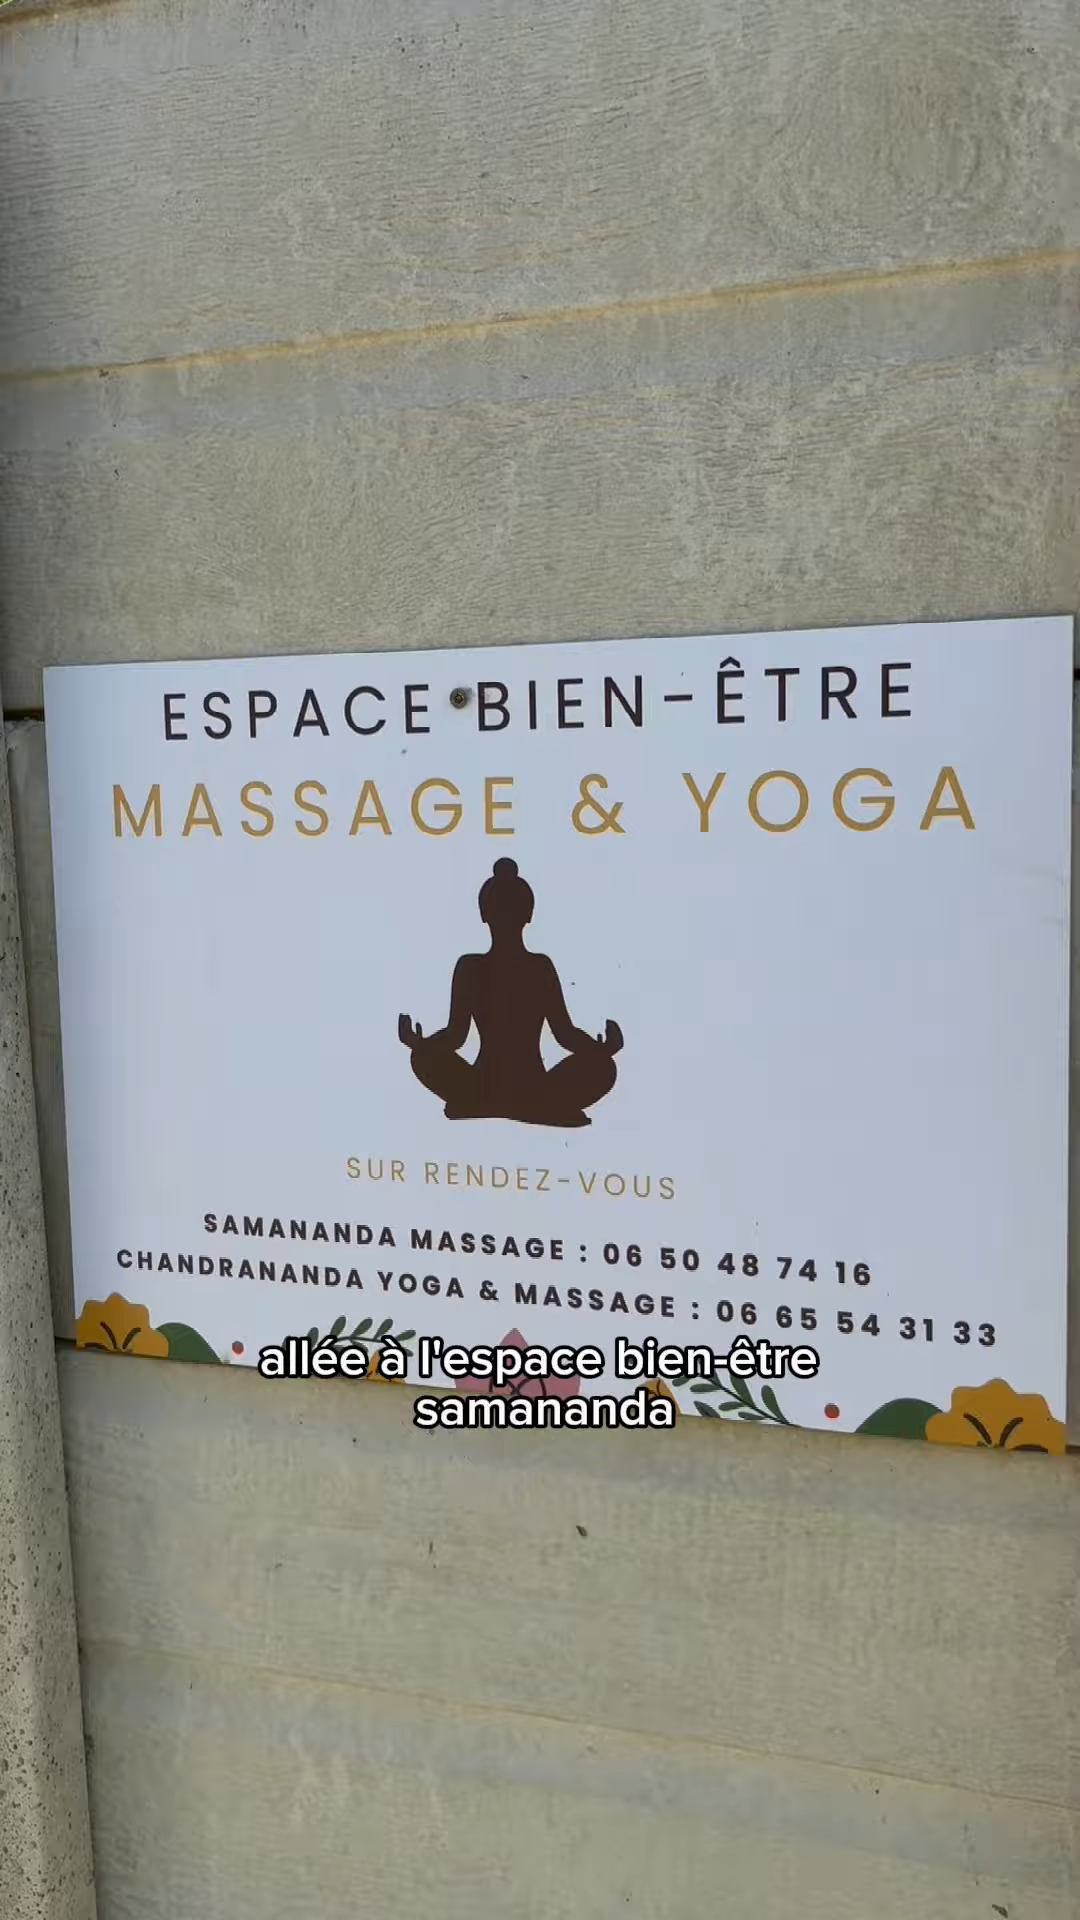 ESPACE BIEN-ÊTRE
MASSAGE & YOGA
SUR RENDEZ-VOUS
SAMANANDA MASSAGE : 06 50 48 74 16
CHANDRANANDA YOGA & MASSAGE : 06 65 54 31 33
allée à l'espace bien-être
samananda